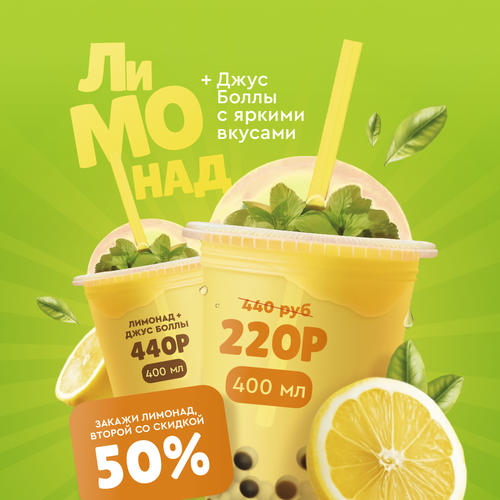 Ли
МО
НАД
+ Джус
Боллы
с яркими
вкусами
ЛИМОНАД +
ДЖУС БОЛЛЫ
440Р
400 МЛ
440 руб
220Р
400 МЛ
ЗАКАЖИ ЛИМОНАД,
ВТОРОЙ СО СКИДКОЙ
50%